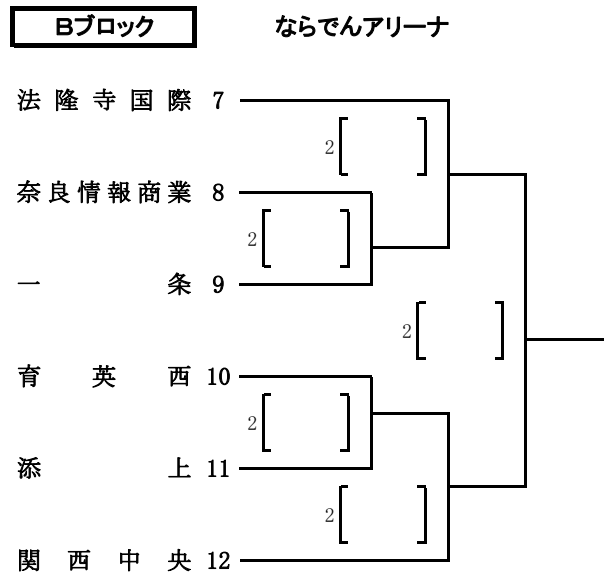 Bブロック ならでんアリーナ
法隆寺国際 7
2
奈良情報商業 8
2
一条 9
2
育英西 10
2
添上 11
2
関西中央 12